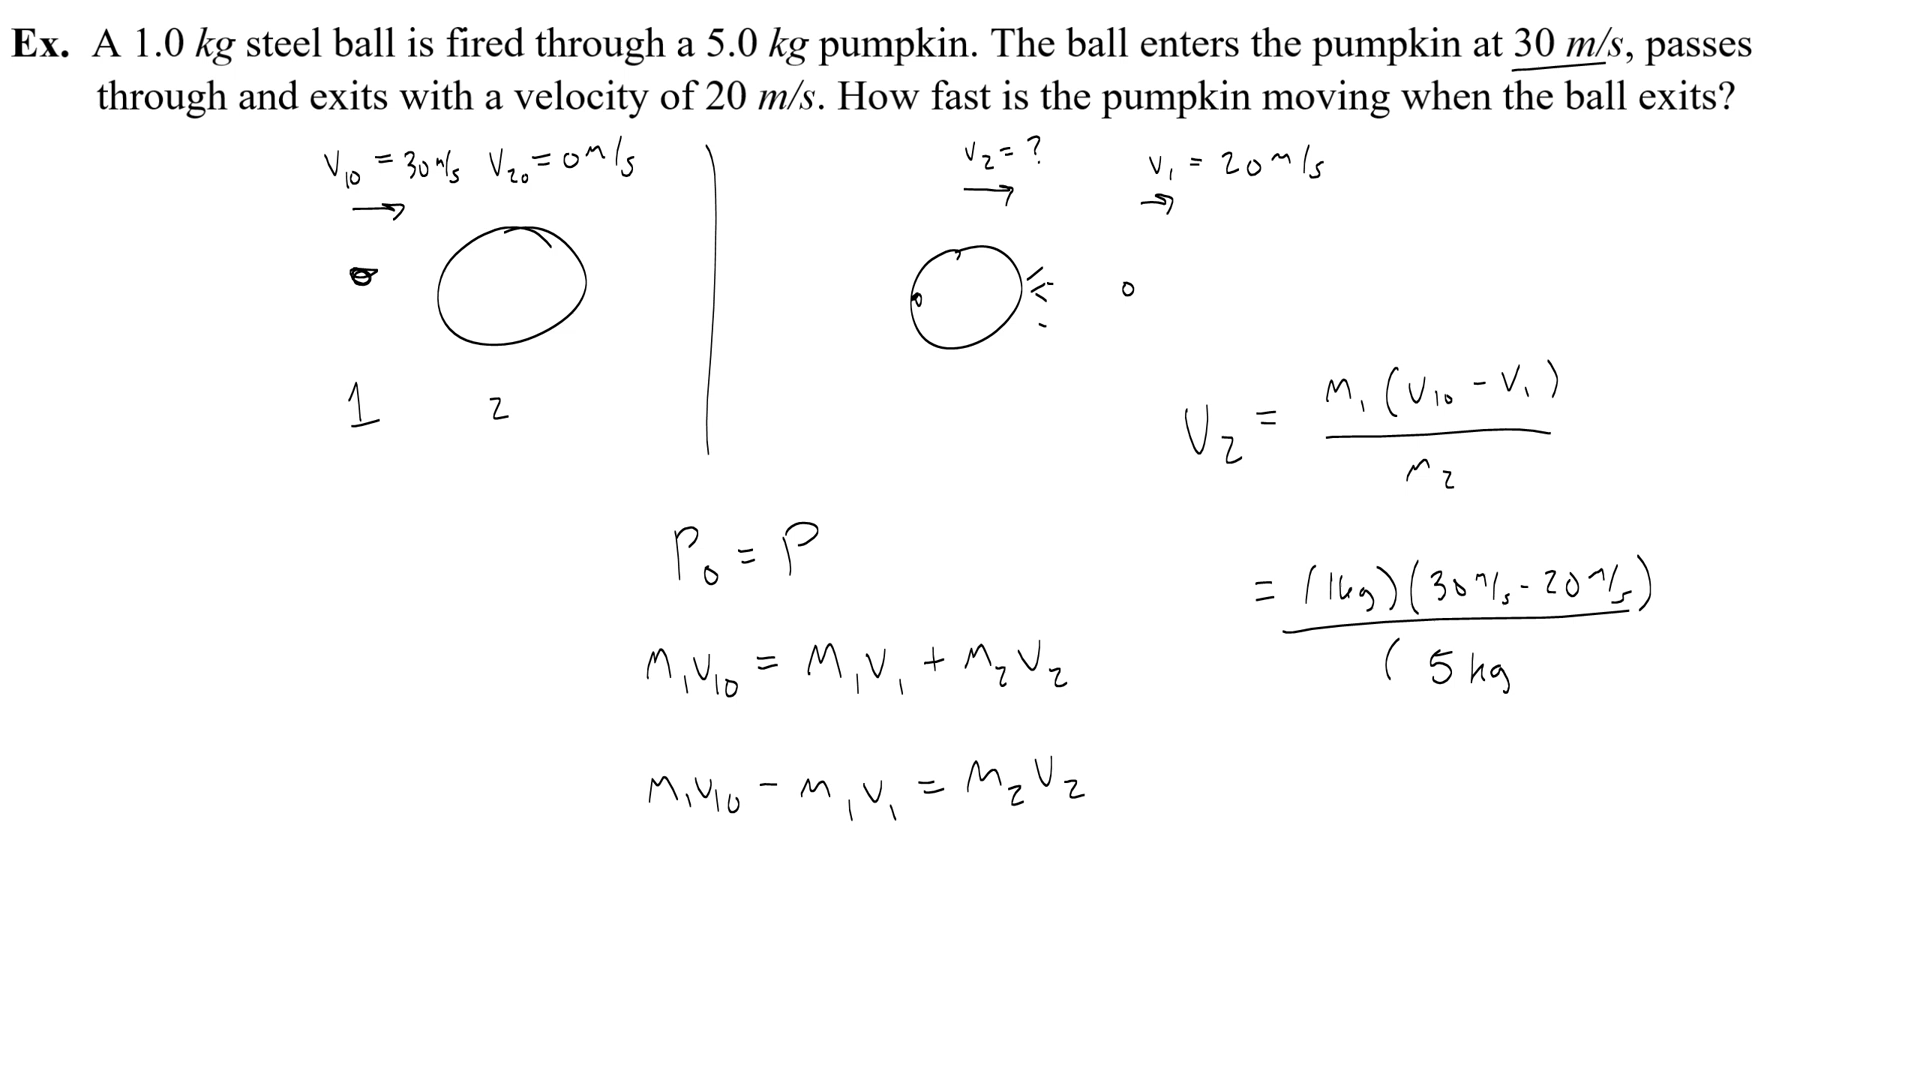 Ex. A 1.0 kg steel ball is fired through a 5.0 kg pumpkin. The ball enters the pumpkin at 30 m/s, passes
through and exits with a velocity of 20 m/s. How fast is the pumpkin moving when the ball exits?
V₁₀ = 30 m/s V₂₀ = 0 m/s
V₂ = ?
V₁ = 20 m/s
1 2
P₀ = P
m₁v₁₀ = m₁v₁ + m₂v₂
m₁v₁₀ - m₁v₁ = m₂v₂
V₂ = m₁(v₁₀ - v₁)
m₂
= (1kg)(30 m/s - 20 m/s)
(5 kg